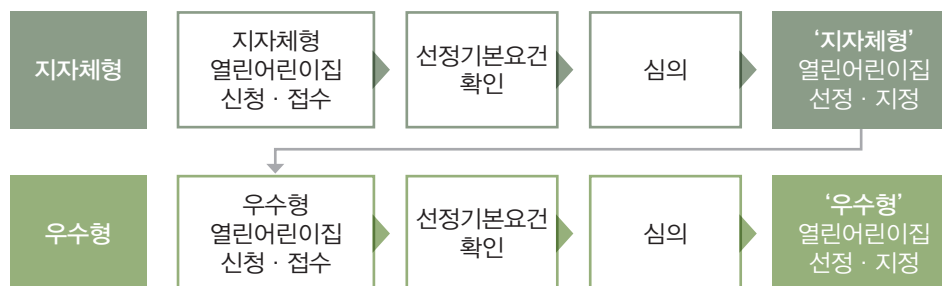 지자체형
지자체형
열린어린이집
신청 · 접수
선정기본요건
확인
심의
‘지자체형’
열린어린이집
선정 · 지정
우수형
우수형
열린어린이집
신청 · 접수
선정기본요건
확인
심의
‘우수형’
열린어린이집
선정 · 지정